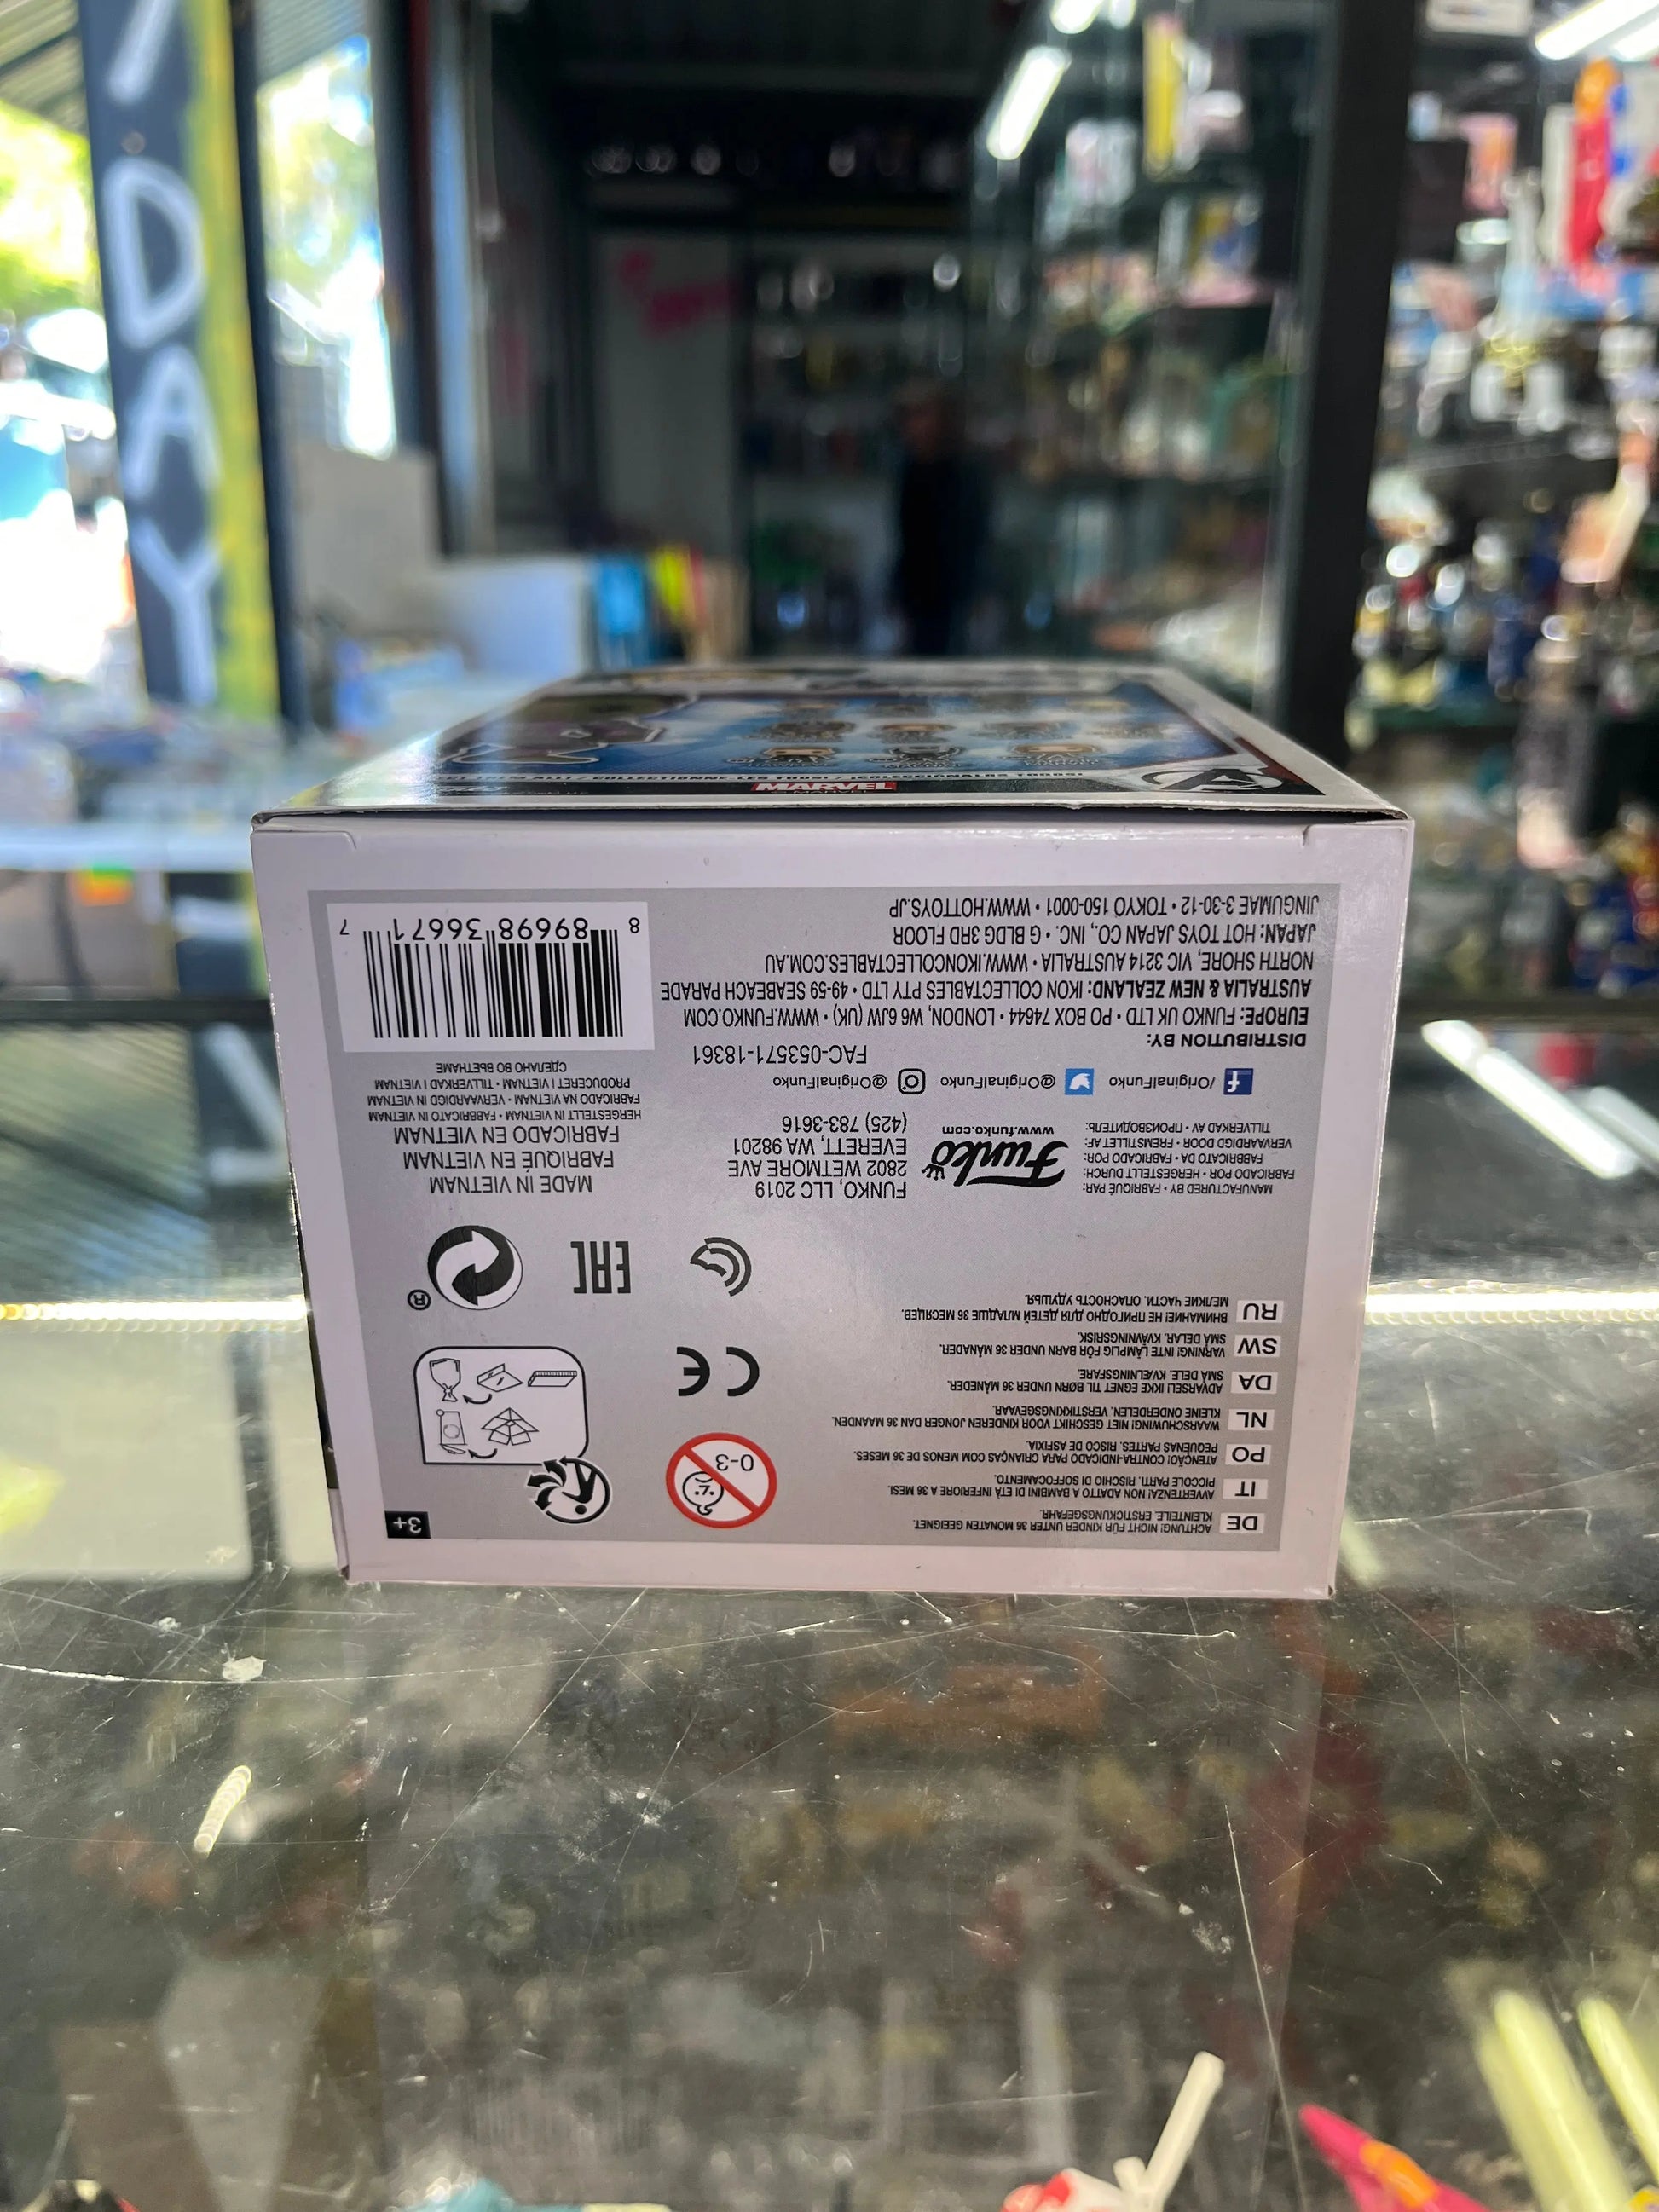 DE ACHTUNG! NICHT FÜR KINDER UNTER 36 MONATEN GEEIGNET.
KLEINTEILE. ERSTICKUNGSGEFAHR.
IT AVVERTENZA! NON ADATTO A BAMBINI DI ETÀ INFERIORE A 36 MESI.
PICCOLE PARTI. RISCHIO DI SOFFOCAMENTO.
PO ATENÇÃO! CONTRA-INDICADO PARA CRIANÇAS COM MENOS DE 36 MESES.
PEQUENAS PARTES. RISCO DE ASFIXIA.
NL WAARSCHUWING! NIET GESCHIKT VOOR KINDEREN JONGER DAN 36 MAANDEN.
KLEINE ONDERDELEN. VERSTIKKINGSGEVAAR.
DA ADVARSEL! IKKE EGNET TIL BØRN UNDER 36 MÅNEDER.
SMÅ DELE. KVÆLNINGSFARE.
SW VARNING! INTE LÄMPLIG FÖR BARN UNDER 36 MÅNADER.
SMÅ DELAR. KVÄVNINGSRISK.
RU ВНИМАНИЕ! НЕ ПРИГОДНО ДЛЯ ДЕТЕЙ МЛАДШЕ 36 МЕСЯЦЕВ.
МЕЛКИЕ ЧАСТИ. ОПАСНОСТЬ УДУШЬЯ.
0-3
3+
CE
EAC
®
MANUFACTURED BY • FABRIQUÉ PAR:
FABRICADO POR • HERGESTELLT DURCH:
FABBRICATO DA • FABRICADO POR:
VERVAARDIGD DOOR • FREMSTILLET AF:
TILLVERKAD AV • ПРОИЗВОДИТЕЛЬ:
Funko
www.funko.com
FUNKO, LLC 2019
2802 WETMORE AVE
EVERETT, WA 98201
(425) 783-3616
MADE IN VIETNAM
FABRIQUÉ EN VIETNAM
FABRICADO EN VIETNAM
HERGESTELLT IN VIETNAM • FABBRICATO IN VIETNAM
FABRICADO NA VIETNAM • VERVAARDIGD IN VIETNAM
PRODUCERET I VIETNAM • TILLVERKAD I VIETNAM
СДЕЛАНО ВО ВЬЕТНАМЕ
/OriginalFunko @OriginalFunko @OriginalFunko
FAC-053571-18361
DISTRIBUTION BY:
EUROPE: FUNKO UK LTD • PO BOX 74644 • LONDON, W6 6JW (UK) • WWW.FUNKO.COM
AUSTRALIA & NEW ZEALAND: IKON COLLECTABLES PTY LTD • 49-59 SEABEACH PARADE
NORTH SHORE, VIC 3214 AUSTRALIA • WWW.IKONCOLLECTABLES.COM.AU
JAPAN: HOT TOYS JAPAN CO., INC. • G BLDG 3RD FLOOR
JINGUMAE 3-30-12 • TOKYO 150-0001 • WWW.HOTTOYS.JP
8 89698 36671 7
MARVEL
THEM ALL! / COLLECTIONNE LES TOUS! / ¡COLECCIÓNALOS TODOS!
DAY